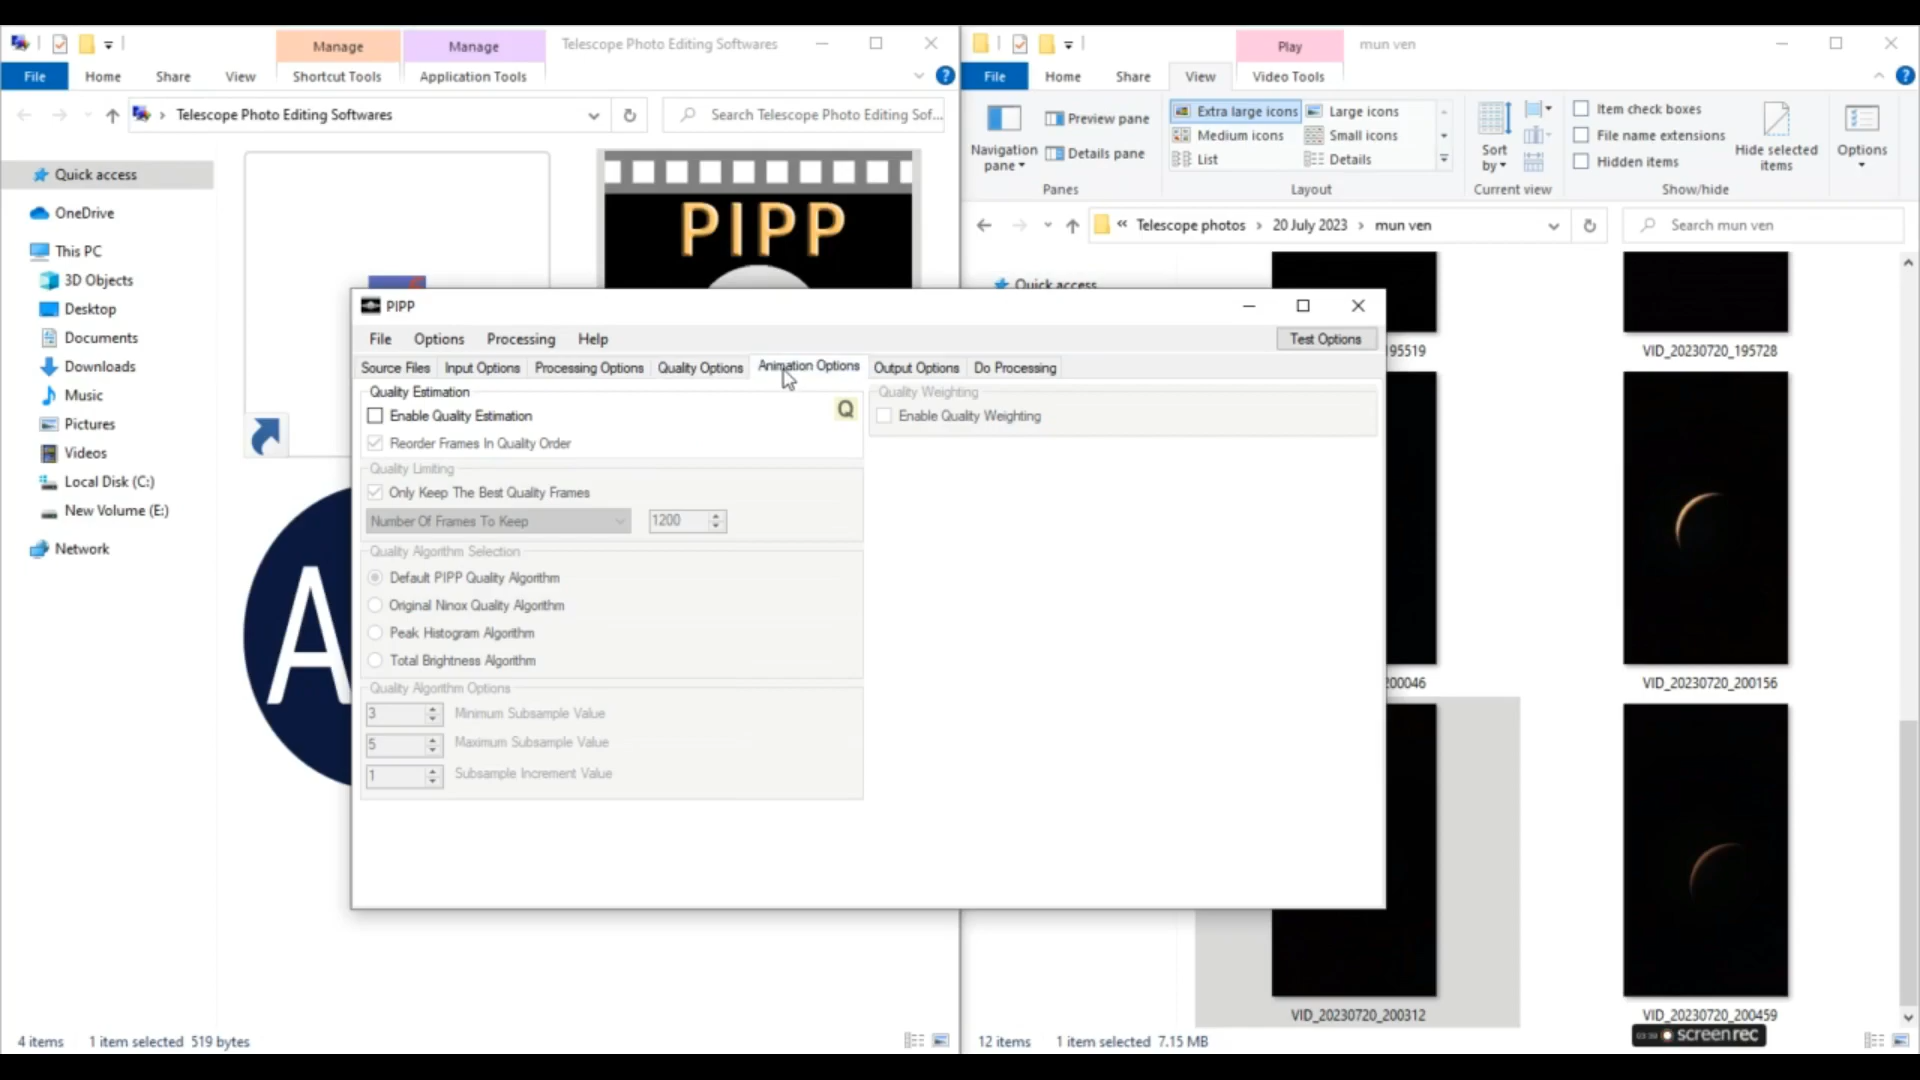 Manage
Manage
Telescope Photo Editing Softwares
File
Home
Share
View
Shortcut Tools
Application Tools
Telescope Photo Editing Softwares
Search Telescope Photo Editing Sof...
Quick access
OneDrive
This PC
3D Objects
Desktop
Documents
Downloads
Music
Pictures
Videos
Local Disk (C:)
New Volume (E:)
Network
PIPP
A
4 items
1 item selected 519 bytes
Play
mun ven
File
Home
Share
View
Video Tools
Navigation pane
Preview pane
Details pane
Panes
Extra large icons
Large icons
Medium icons
Small icons
List
Details
Layout
Sort by
Current view
Item check boxes
File name extensions
Hidden items
Hide selected items
Show/hide
Options
« Telescope photos › 20 July 2023 › mun ven
Search mun ven
Quick access
195519
VID_20230720_195728
200046
VID_20230720_200156
VID_20230720_200312
VID_20230720_200459
12 items
1 item selected 7.15 MB
screenrec
PIPP
File
Options
Processing
Help
Test Options
Source Files
Input Options
Processing Options
Quality Options
Animation Options
Output Options
Do Processing
Quality Estimation
Enable Quality Estimation
Q
Reorder Frames In Quality Order
Quality Limiting
Only Keep The Best Quality Frames
Number Of Frames To Keep
1200
Quality Algorithm Selection
Default PIPP Quality Algorithm
Original Ninox Quality Algorithm
Peak Histogram Algorithm
Total Brightness Algorithm
Quality Algorithm Options
3 Minimum Subsample Value
5 Maximum Subsample Value
1 Subsample Increment Value
Quality Weighting
Enable Quality Weighting